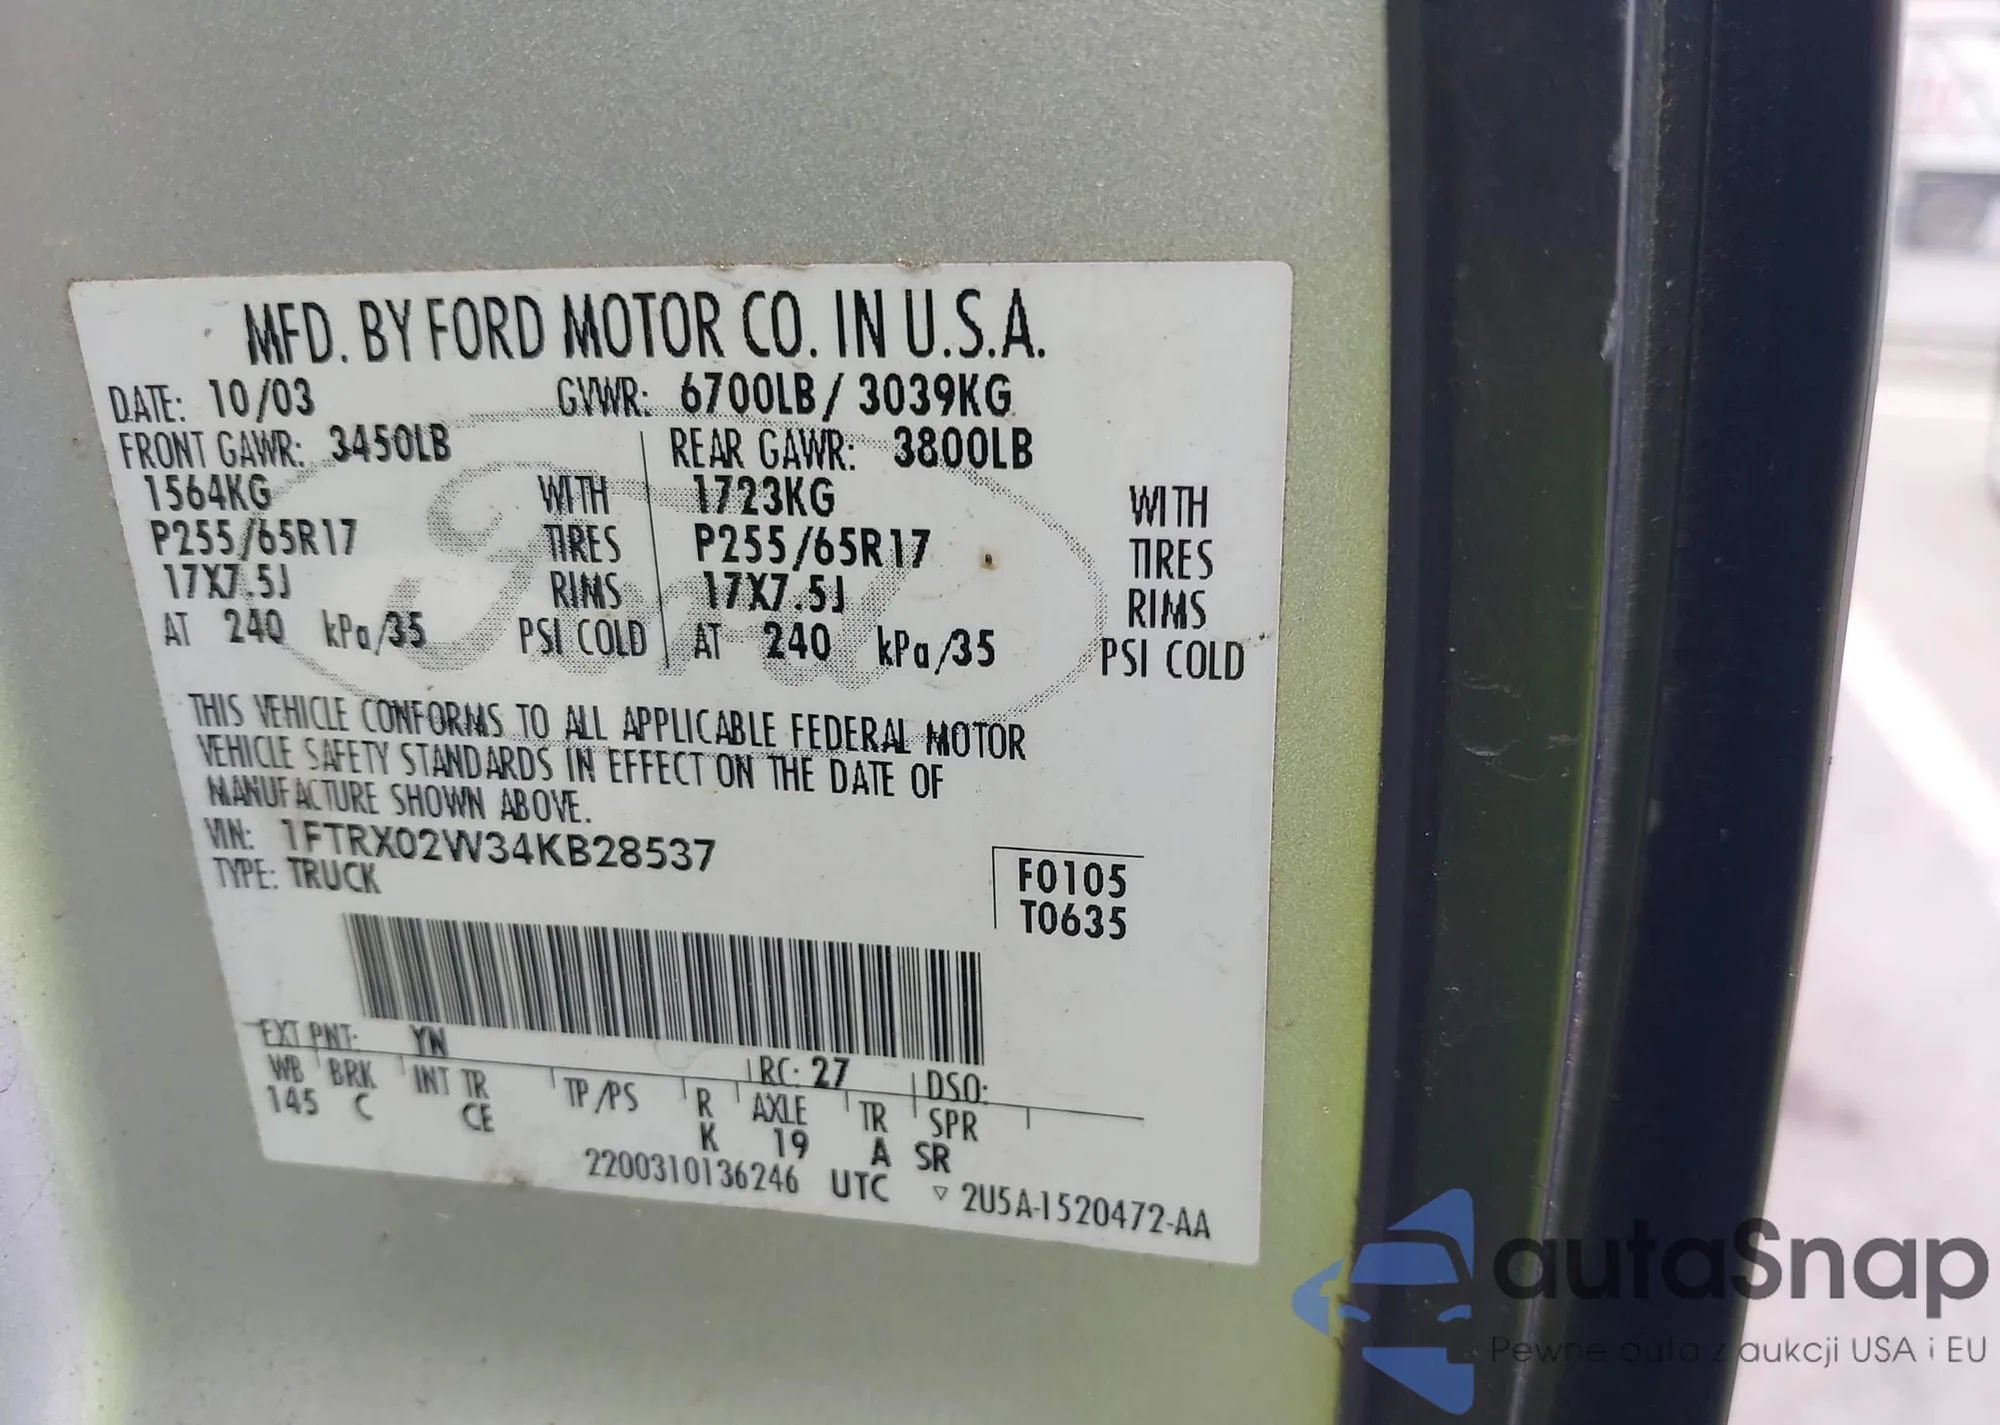 MFD. BY FORD MOTOR CO. IN U.S.A.
DATE: 10/03 GVWR: 6700LB / 3039KG
FRONT GAWR: 3450LB REAR GAWR: 3800LB
1564KG WITH 1723KG WITH
P255/65R17 TIRES P255/65R17 TIRES
17X7.5J RIMS 17X7.5J RIMS
AT 240 kPa/35 PSI COLD AT 240 kPa/35 PSI COLD
Ford
THIS VEHICLE CONFORMS TO ALL APPLICABLE FEDERAL MOTOR
VEHICLE SAFETY STANDARDS IN EFFECT ON THE DATE OF
MANUFACTURE SHOWN ABOVE.
VIN: 1FTRX02W34KB28537
TYPE: TRUCK
F0105
T0635
EXT PNT: YN RC: 27 DSO:
WB BRK INT TR TP/PS R AXLE TR SPR
145 C CE K 19 A SR
2200310136246 UTC ▽ 2U5A-1520472-AA
autaSnap
Pewne auta z aukcji USA i EU